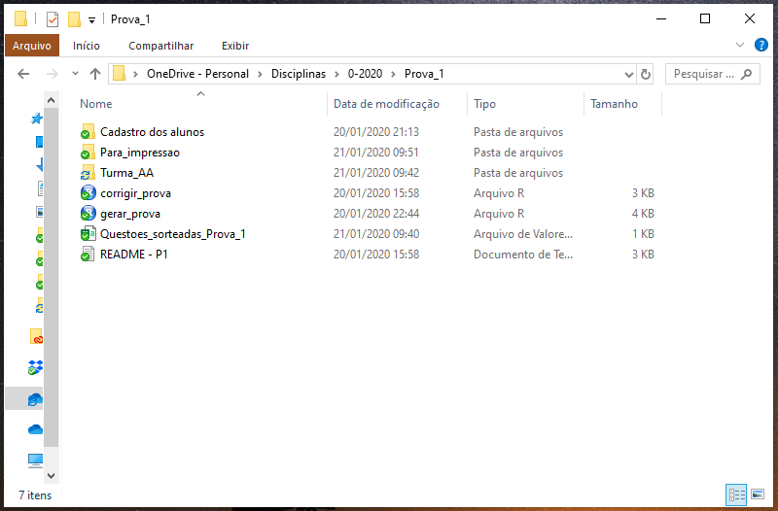 Prova_1
Arquivo Início Compartilhar Exibir
OneDrive - Personal Disciplinas 0-2020 Prova_1 Pesquisar ...
Nome Data de modificação Tipo Tamanho
Cadastro dos alunos 20/01/2020 21:13 Pasta de arquivos
Para_impressao 21/01/2020 09:51 Pasta de arquivos
Turma_AA 21/01/2020 09:42 Pasta de arquivos
corrigir_prova 20/01/2020 15:58 Arquivo R 3 KB
gerar_prova 20/01/2020 22:44 Arquivo R 4 KB
Questoes_sorteadas_Prova_1 21/01/2020 09:40 Arquivo de Valore... 1 KB
README - P1 20/01/2020 15:58 Documento de Te... 3 KB
7 itens